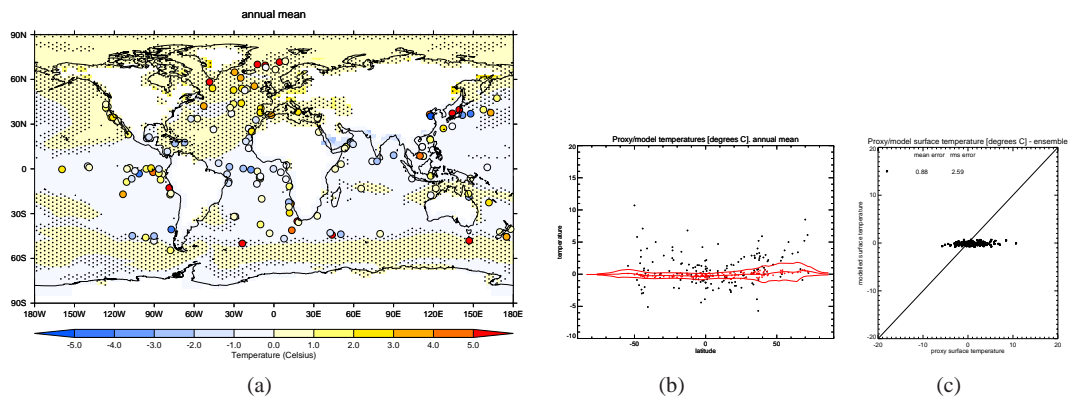 annual mean
90N
60N
30N
0
30S
60S
90S
180W 150W 120W 90W 60W 30W 0 30E 60E 90E 120E 150E 180E
-5.0 -4.0 -3.0 -2.0 -1.0 0.0 1.0 2.0 3.0 4.0 5.0
Temperature (Celsius)
(a)
Proxy/model temperatures [degrees C]. annual mean
20
15
10
5
0
-5
-10
temperature
-50 0 50
latitude
(b)
Proxy/model surface temperature [degrees C] - ensemble
mean error rms error
0.88 2.59
20
10
0
-10
-20
modelled surface temperature
-20 -10 0 10 20
proxy surface temperature
(c)